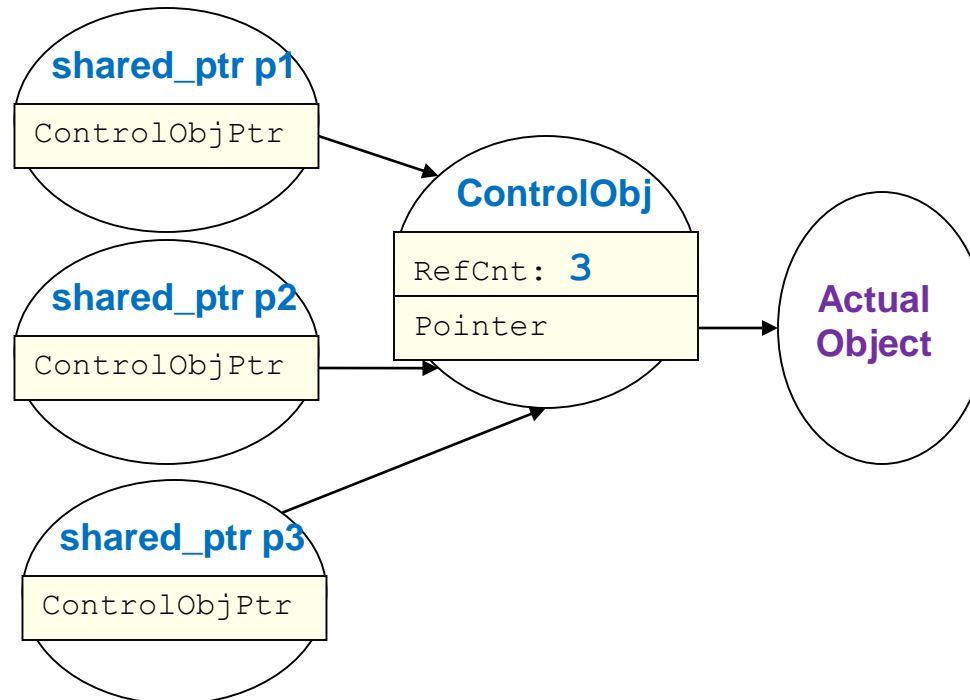 shared_ptr p1
ControlObjPtr
shared_ptr p2
ControlObjPtr
shared_ptr p3
ControlObjPtr
ControlObj
RefCnt: 3
Pointer
Actual
Object